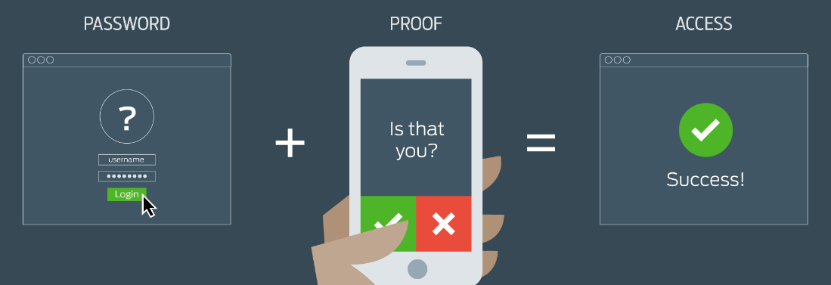 PASSWORD
+
PROOF
=
ACCESS
?
username
********
Login
Is that
you?
Success!